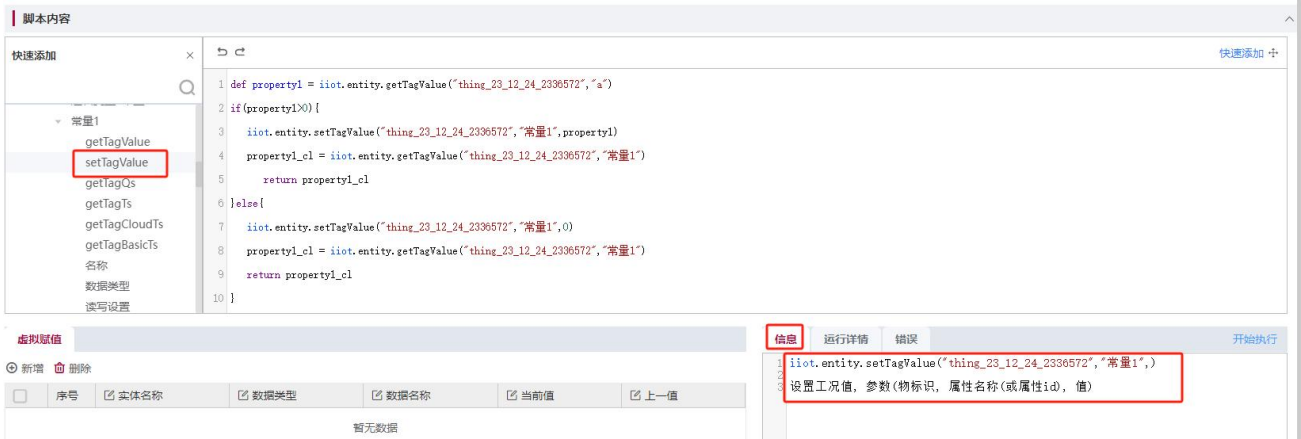 脚本内容
快速添加 ×
快速添加
常量1
getTagValue
setTagValue
getTagQs
getTagTs
getTagCloudTs
getTagBasicTs
名称
数据类型
读写设置
1 def property1 = iiot.entity.getTagValue("thing_23_12_24_2336572","a")
2 if(property1>0){
3 iiot.entity.setTagValue("thing_23_12_24_2336572","常量1",property1)
4 property1_cl = iiot.entity.getTagValue("thing_23_12_24_2336572","常量1")
5 return property1_cl
6 }else{
7 iiot.entity.setTagValue("thing_23_12_24_2336572","常量1",0)
8 property1_cl = iiot.entity.getTagValue("thing_23_12_24_2336572","常量1")
9 return property1_cl
10 }
虚拟赋值
新增 删除
序号 实体名称 数据类型 数据名称 当前值 上一值
暂无数据
信息 运行详情 错误 开始执行
1 iiot.entity.setTagValue("thing_23_12_24_2336572","常量1",)
2
3 设置工况值, 参数(物标识, 属性名称(或属性id), 值)